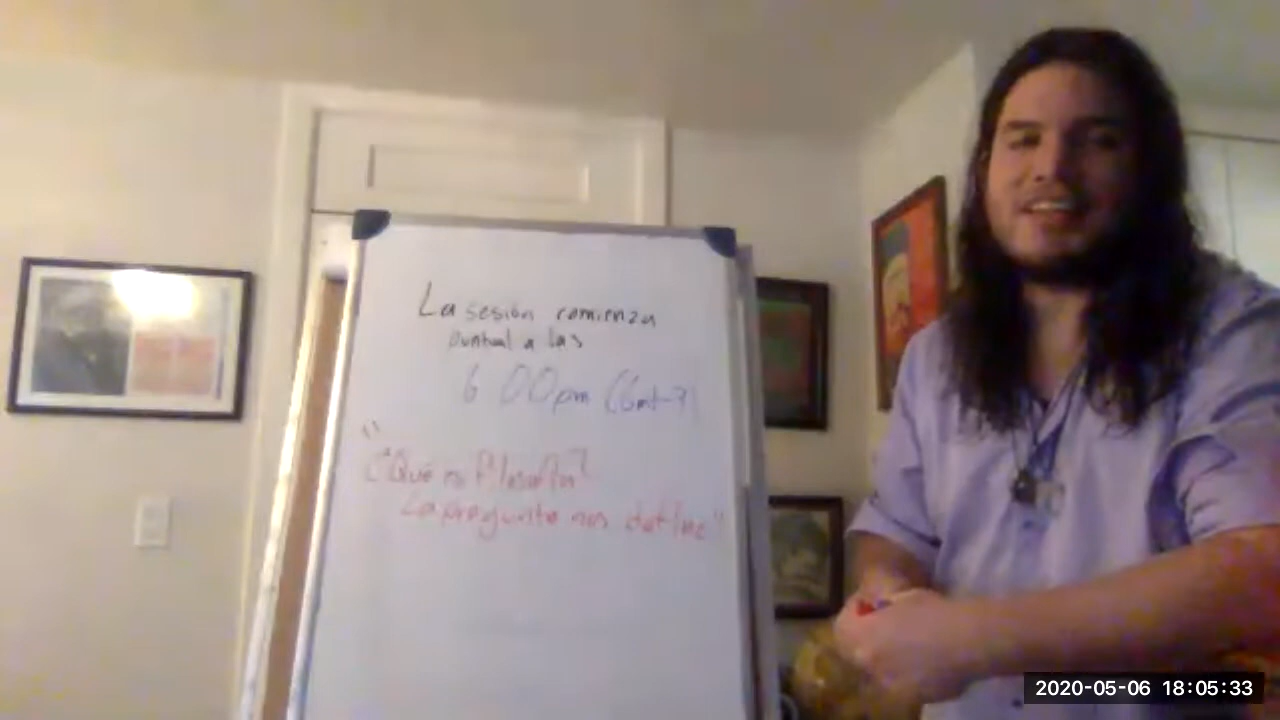 La sesión comienza
puntual a las
6 00pm (Gmt-7)
"
¿"Qué es filosofía?
La pregunta nos define"
2020-05-06 18:05:33